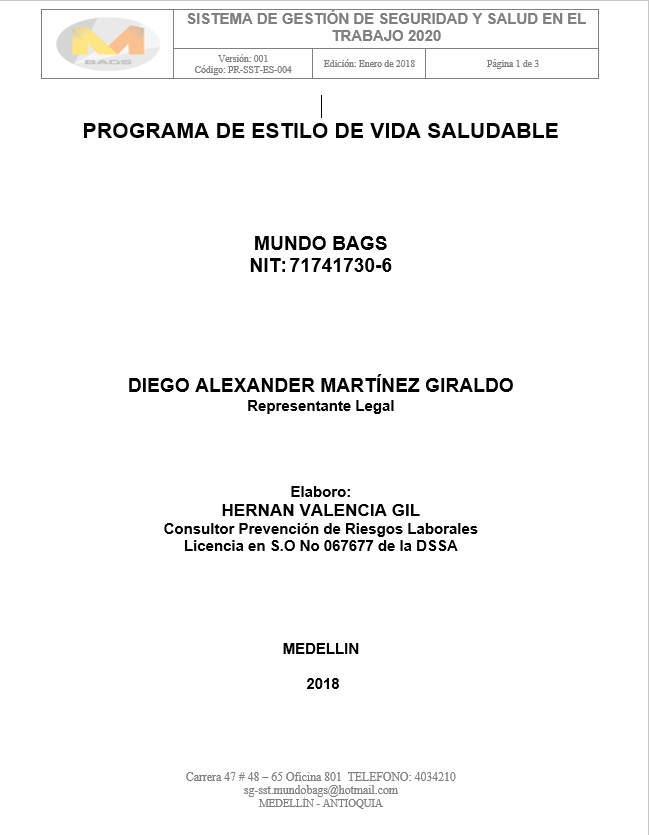 SISTEMA DE GESTIÓN DE SEGURIDAD Y SALUD EN EL
TRABAJO 2020
M
BAGS
Versión: 001
Código: PR-SST-ES-004
Edición: Enero de 2018
Página 1 de 3
PROGRAMA DE ESTILO DE VIDA SALUDABLE
MUNDO BAGS
NIT: 71741730-6
DIEGO ALEXANDER MARTÍNEZ GIRALDO
Representante Legal
Elaboro:
HERNAN VALENCIA GIL
Consultor Prevención de Riesgos Laborales
Licencia en S.O No 067677 de la DSSA
MEDELLIN
2018
Carrera 47 # 48 – 65 Oficina 801 TELEFONO: 4034210
sg-sst.mundobags@hotmail.com
MEDELLÍN - ANTIOQUIA